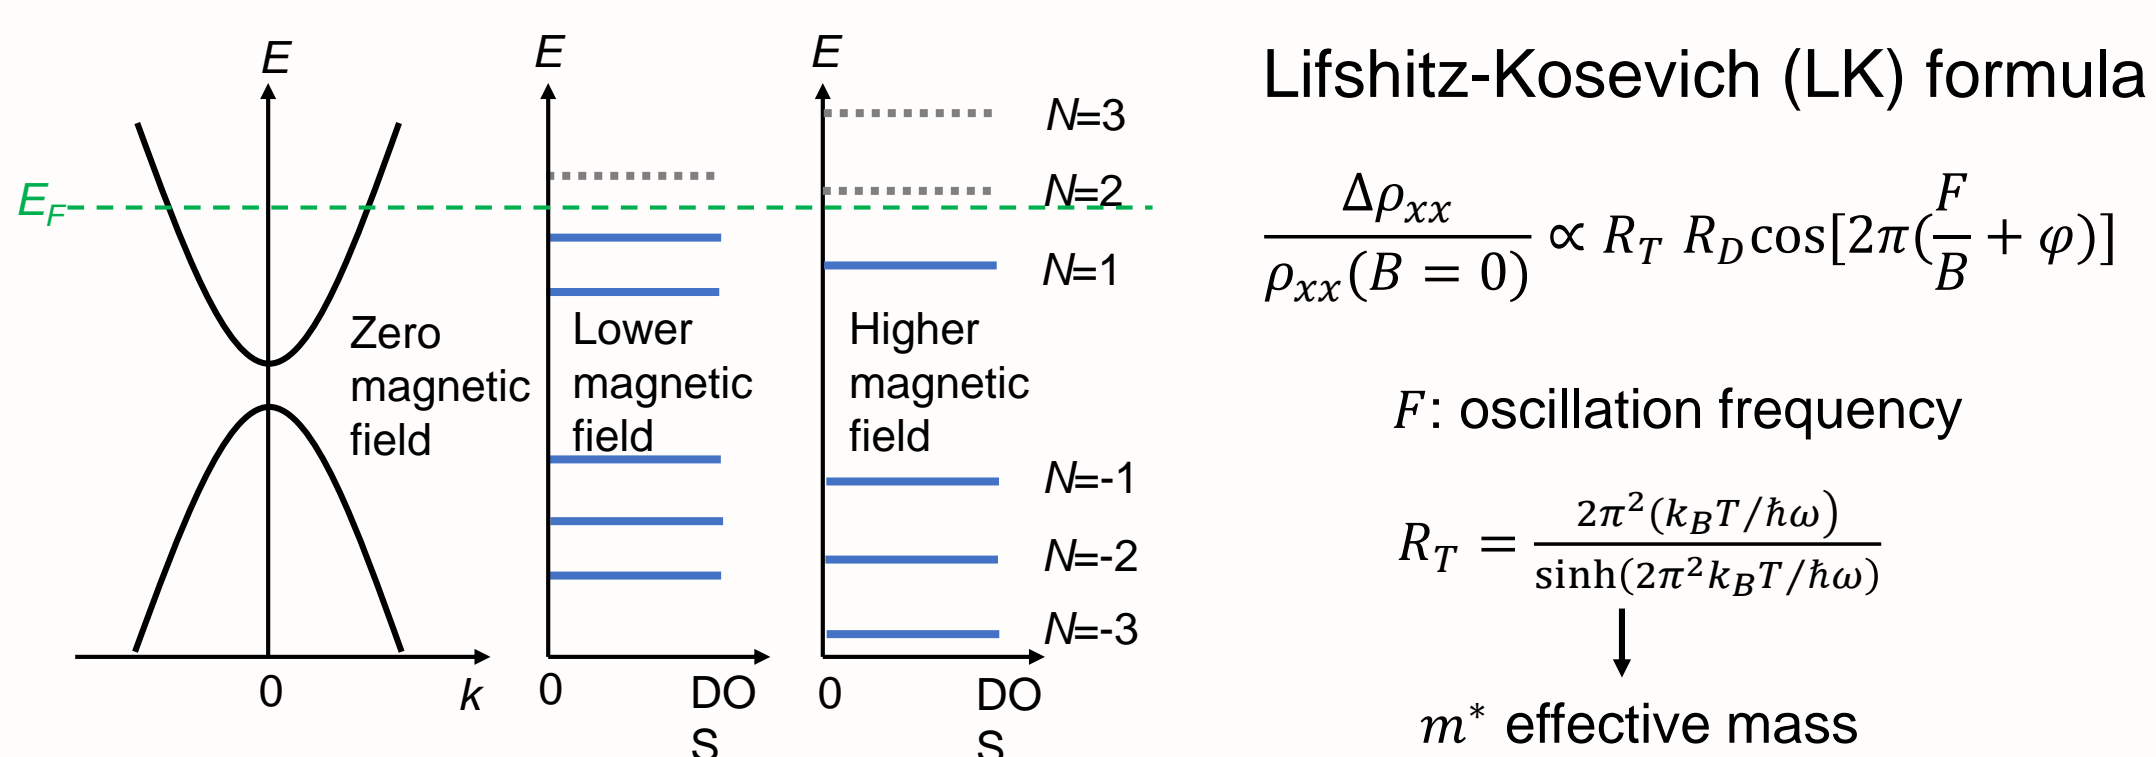 E
E
E
E_F
N=3
N=2
N=1
Zero
magnetic
field
Lower
magnetic
field
Higher
magnetic
field
N=-1
N=-2
N=-3
0
k
0
DO
S
0
DO
S
Lifshitz-Kosevich (LK) formula
Δρ_xx / ρ_xx(B = 0) ∝ R_T R_D cos[2π(F/B + φ)]
F: oscillation frequency
R_T = 2π²(k_BT/ħω) / sinh(2π²k_BT/ħω)
m* effective mass